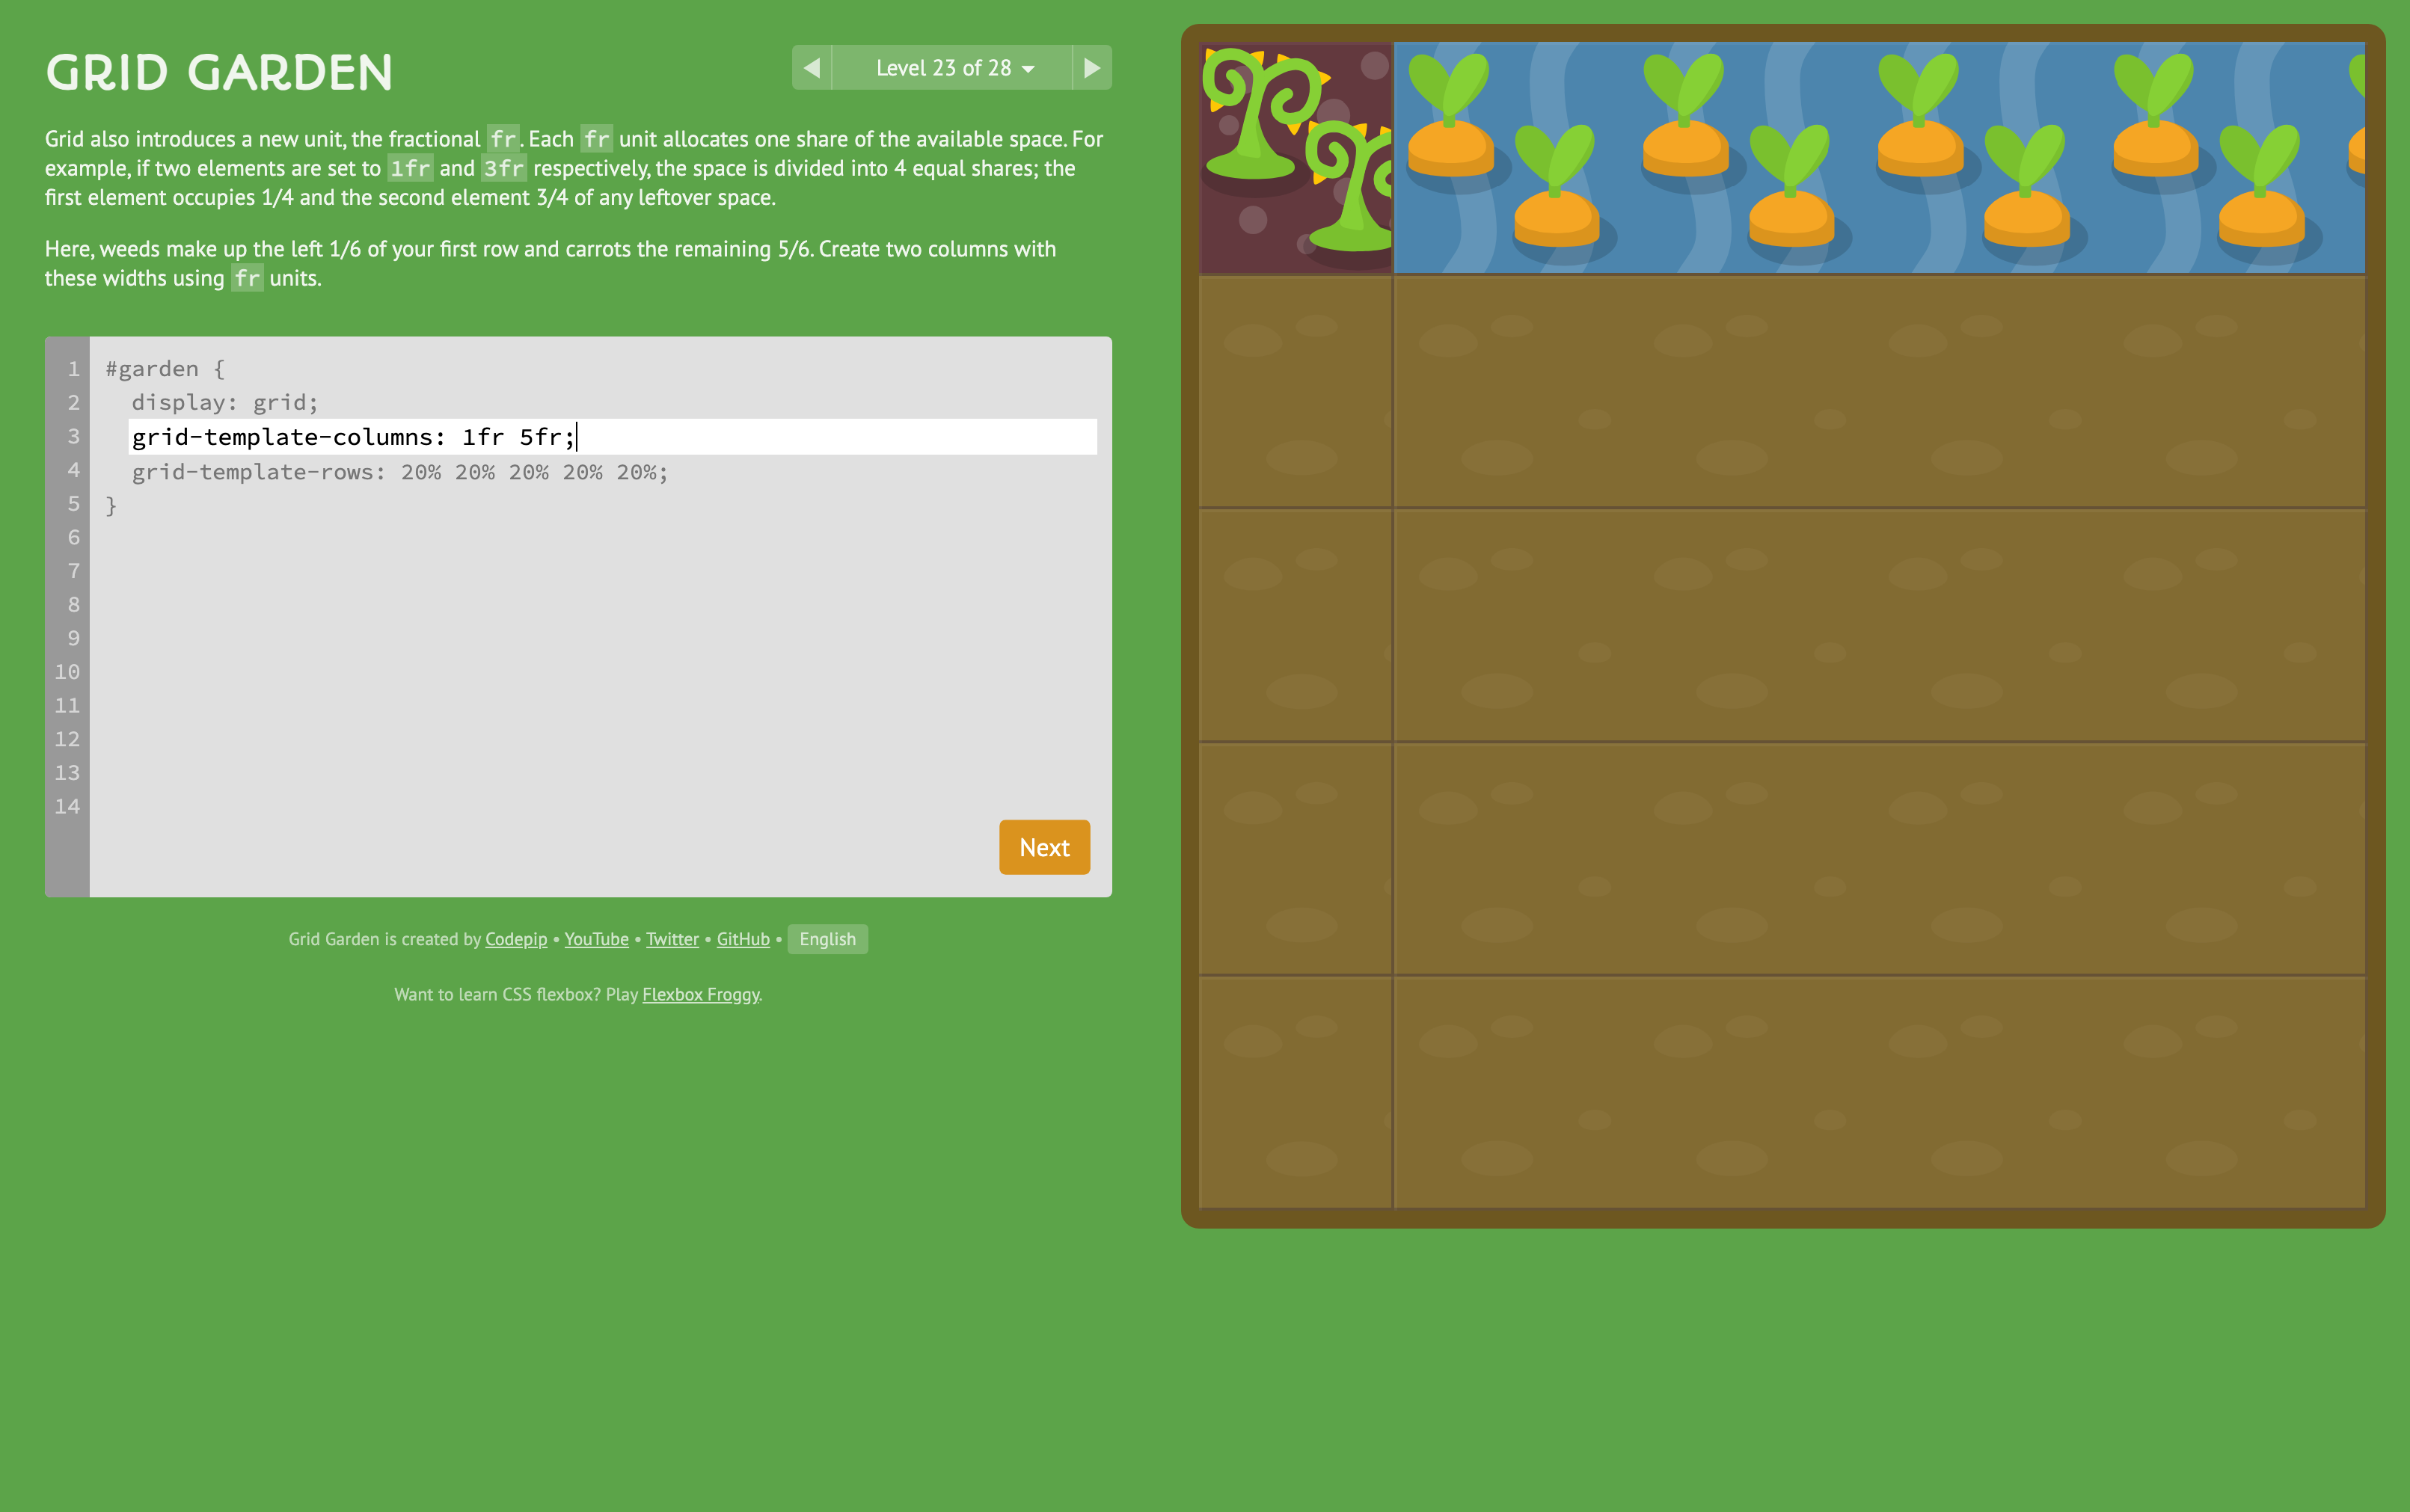 GRID GARDEN
Level 23 of 28
Grid also introduces a new unit, the fractional fr. Each fr unit allocates one share of the available space. For
example, if two elements are set to 1fr and 3fr respectively, the space is divided into 4 equal shares; the
first element occupies 1/4 and the second element 3/4 of any leftover space.
Here, weeds make up the left 1/6 of your first row and carrots the remaining 5/6. Create two columns with
these widths using fr units.
1 #garden {
2 display: grid;
3 grid-template-columns: 1fr 5fr;
4 grid-template-rows: 20% 20% 20% 20% 20%;
5 }
6
7
8
9
10
11
12
13
14
Next
Grid Garden is created by Codepip • YouTube • Twitter • GitHub • English
Want to learn CSS flexbox? Play Flexbox Froggy.